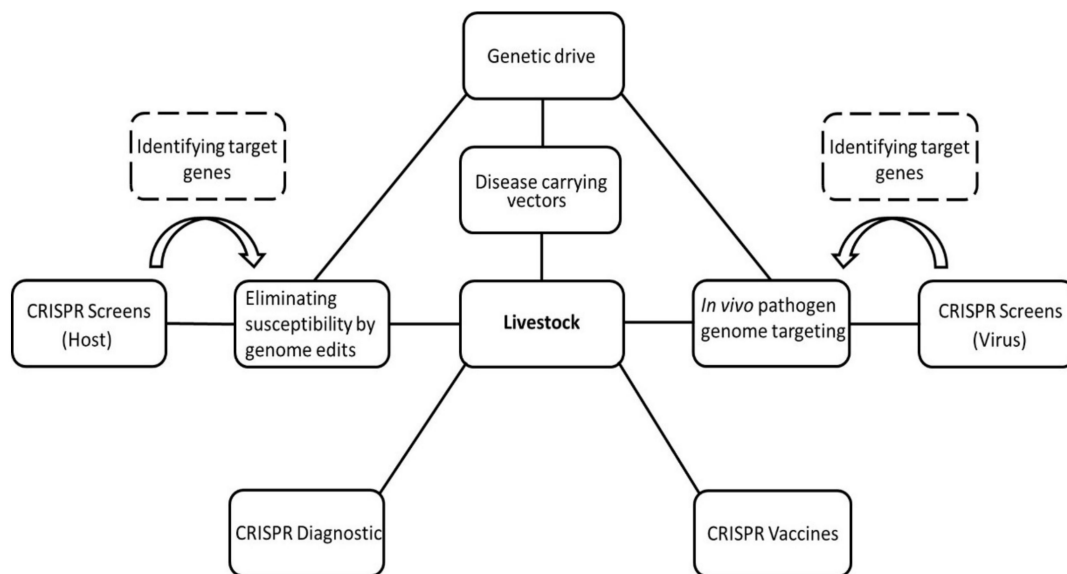 Genetic drive
Identifying target
genes
Identifying target
genes
Disease carrying
vectors
CRISPR Screens
(Host)
Eliminating
susceptibility by
genome edits
Livestock
In vivo pathogen
genome targeting
CRISPR Screens
(Virus)
CRISPR Diagnostic
CRISPR Vaccines